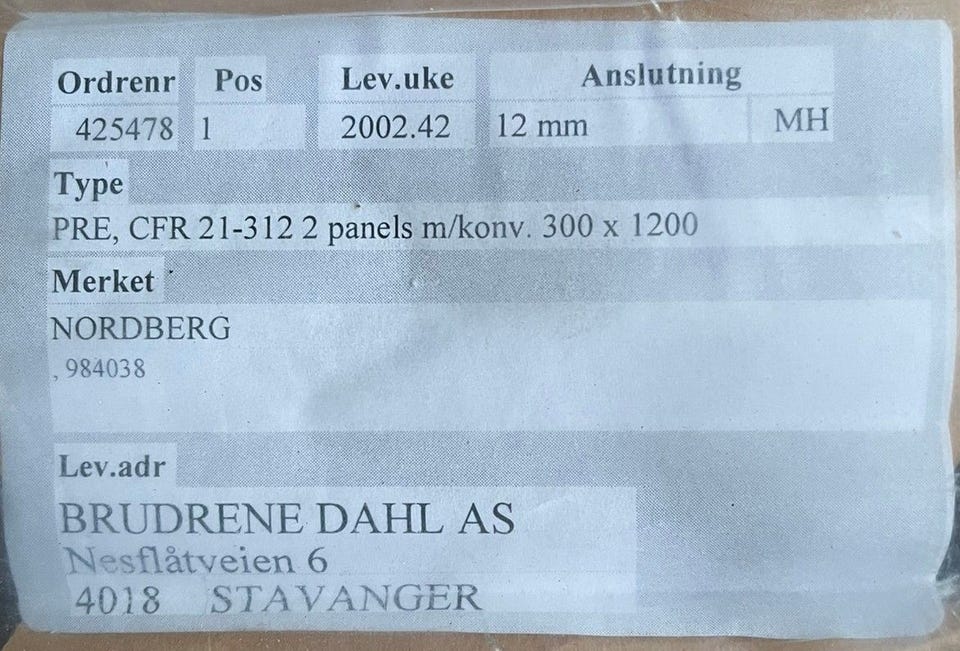 Ordrenr Pos Lev.uke Anslutning
425478 1 2002.42 12 mm MH
Type
PRE, CFR 21-312 2 panels m/konv. 300 x 1200
Merket
NORDBERG
, 984038
Lev.adr
BRUDRENE DAHL AS
Nesflåtveien 6
4018 STAVANGER